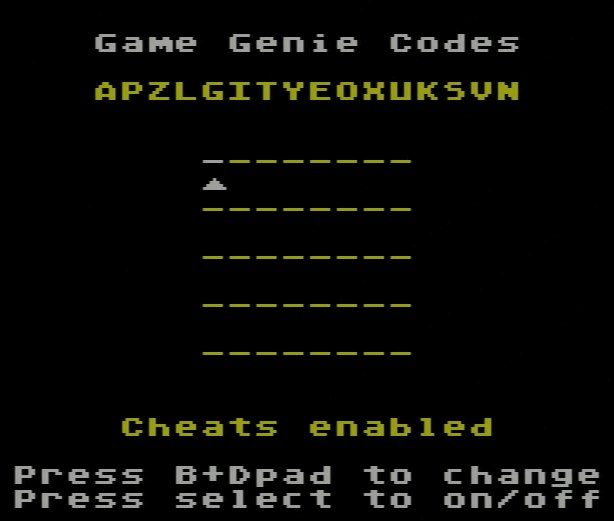 Game Genie Codes
APZLGITYEOXUKSVN
--------
--------
--------
--------
--------
Cheats enabled
Press B+Dpad to change
Press select to on/off